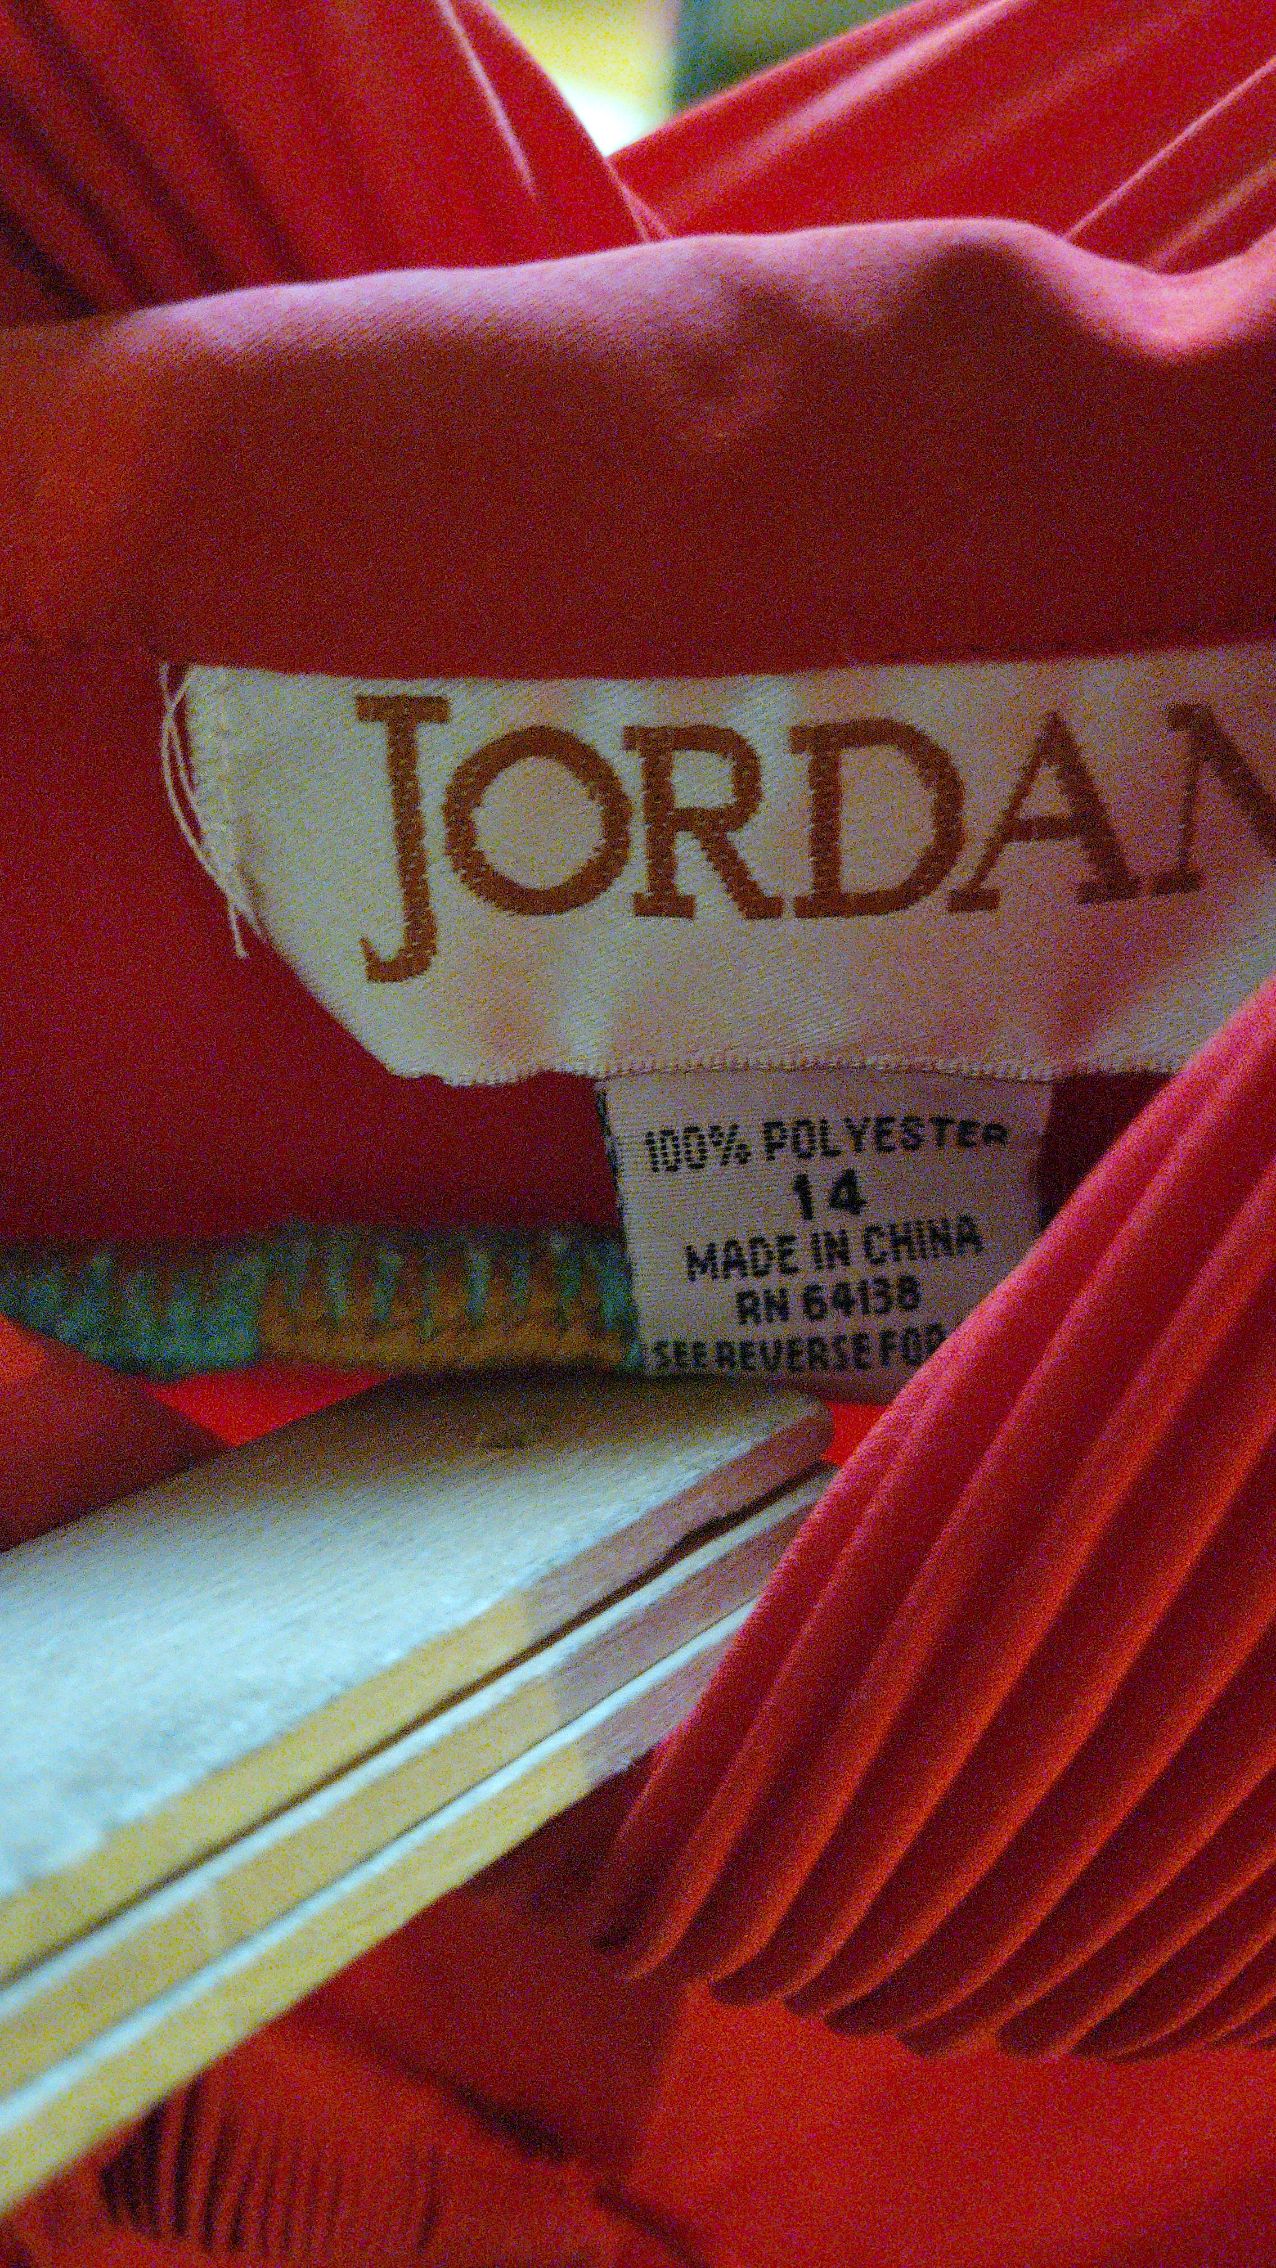 JORDAN
100% POLYESTER
14
MADE IN CHINA
RN 64138
SEE REVERSE FOR